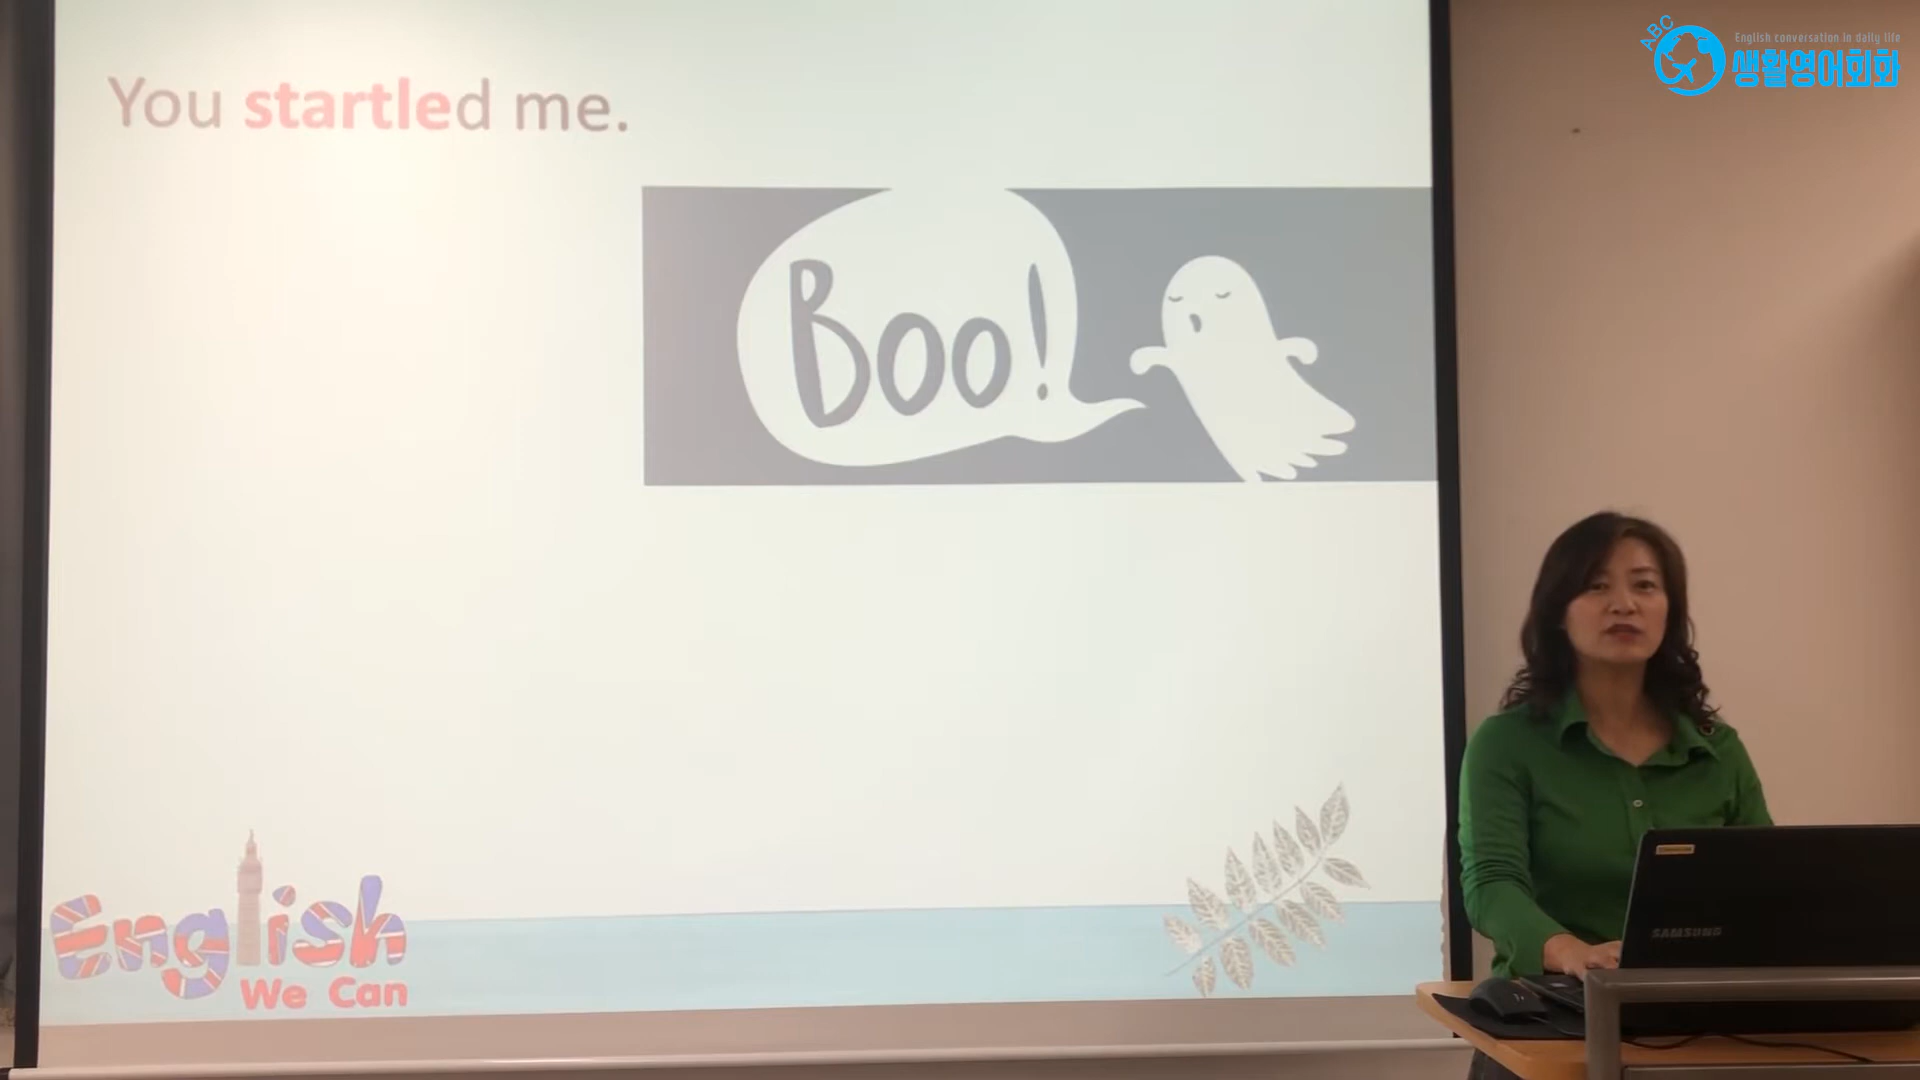 You startled me.
Boo!
English
We Can
SAMSUNG
ABC
English conversation in daily life
생활영어회화